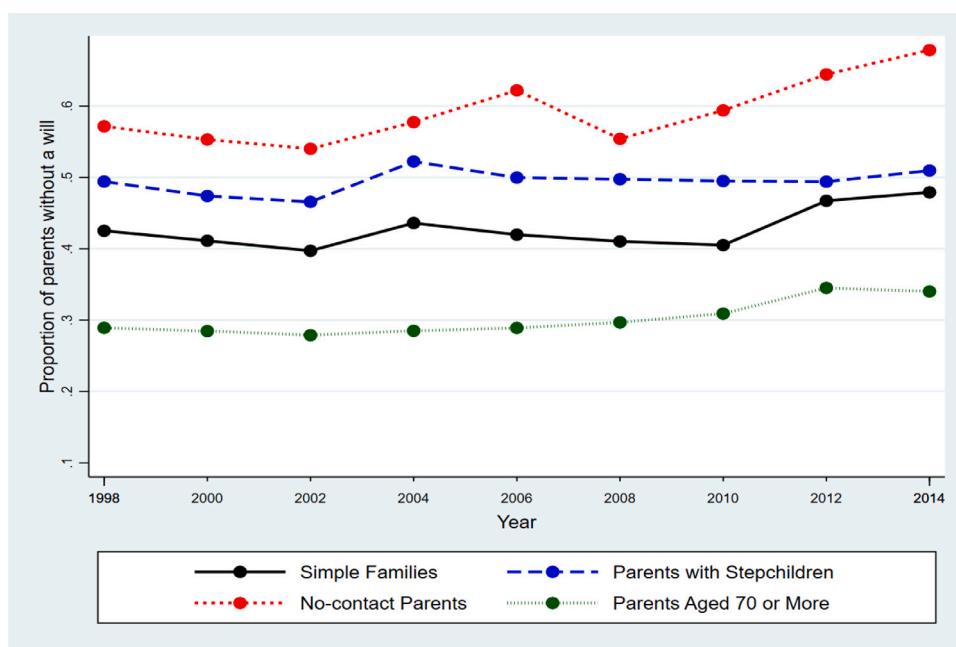 Proportion of parents without a will
.6
.5
.4
.3
.2
.1
1998 2000 2002 2004 2006 2008 2010 2012 2014
Year
Simple Families
Parents with Stepchildren
No-contact Parents
Parents Aged 70 or More